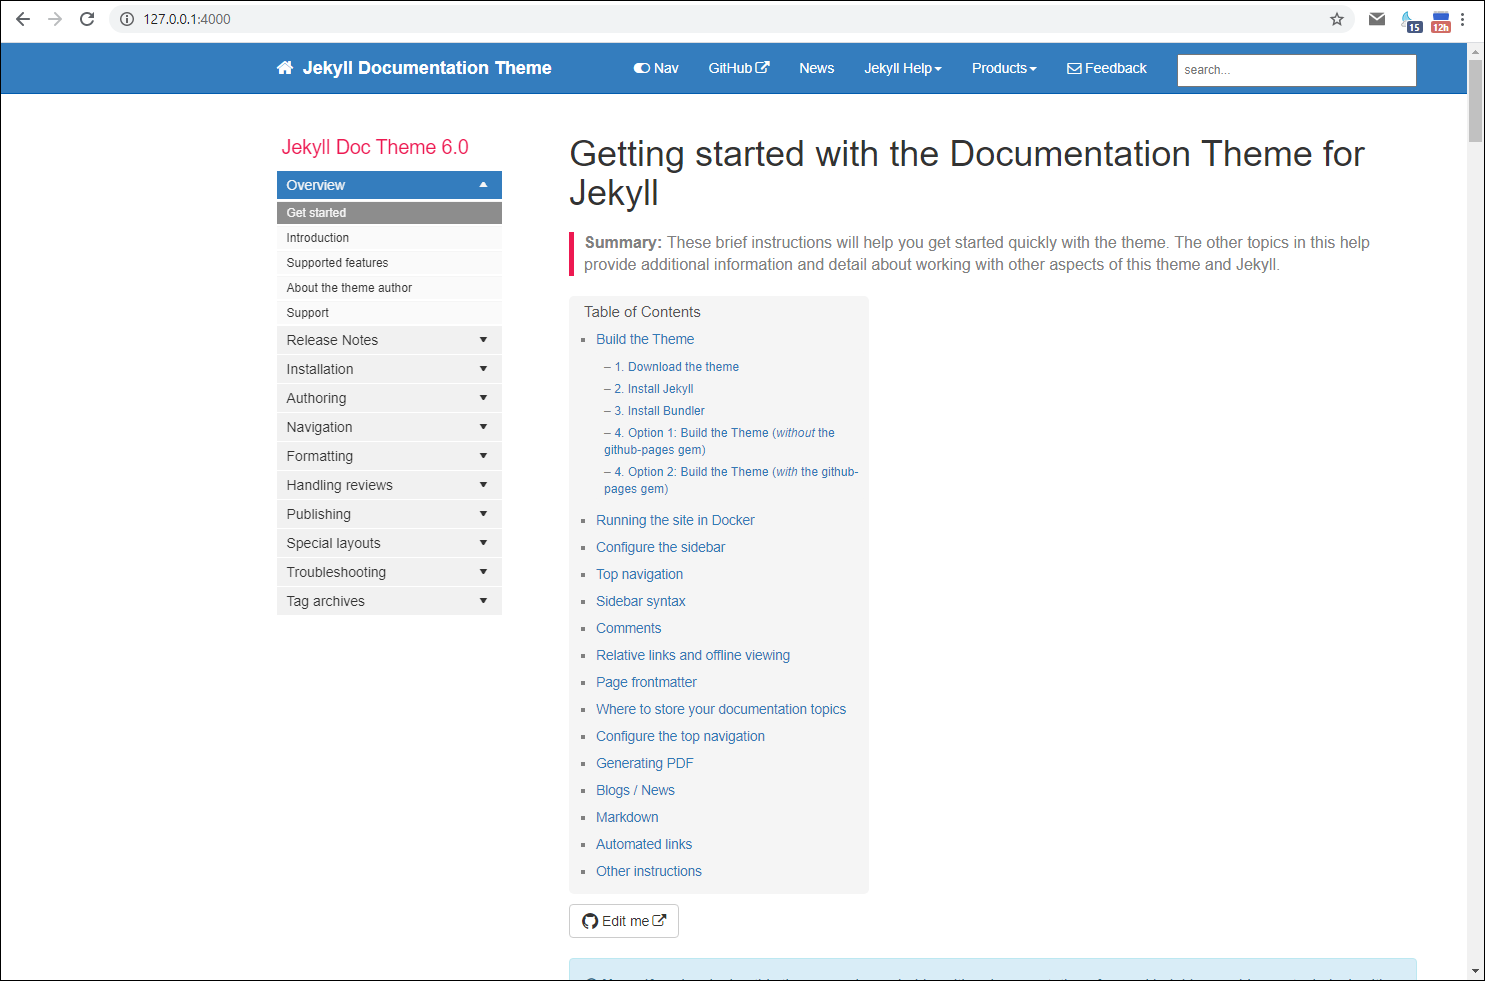 127.0.0.1:4000
15
12h
Jekyll Documentation Theme
Nav
GitHub
News
Jekyll Help
Products
Feedback
search...
Jekyll Doc Theme 6.0
Overview
Get started
Introduction
Supported features
About the theme author
Support
Release Notes
Installation
Authoring
Navigation
Formatting
Handling reviews
Publishing
Special layouts
Troubleshooting
Tag archives
Getting started with the Documentation Theme for
Jekyll
Summary: These brief instructions will help you get started quickly with the theme. The other topics in this help
provide additional information and detail about working with other aspects of this theme and Jekyll.
Table of Contents
Build the Theme
– 1. Download the theme
– 2. Install Jekyll
– 3. Install Bundler
– 4. Option 1: Build the Theme (without the
github-pages gem)
– 4. Option 2: Build the Theme (with the github-
pages gem)
Running the site in Docker
Configure the sidebar
Top navigation
Sidebar syntax
Comments
Relative links and offline viewing
Page frontmatter
Where to store your documentation topics
Configure the top navigation
Generating PDF
Blogs / News
Markdown
Automated links
Other instructions
Edit me